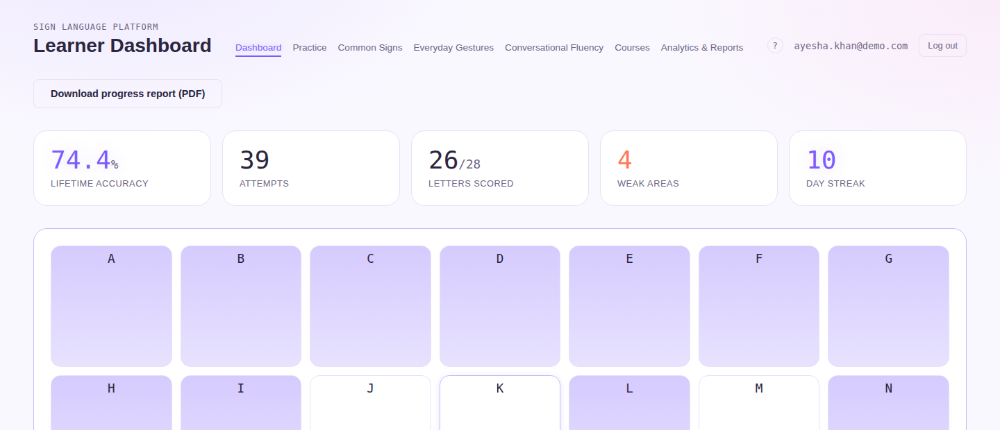 SIGN LANGUAGE PLATFORM
Learner Dashboard
Dashboard Practice Common Signs Everyday Gestures Conversational Fluency Courses Analytics & Reports ? ayesha.khan@demo.com Log out
Download progress report (PDF)
74.4% 39 26/28 4 10
LIFETIME ACCURACY ATTEMPTS LETTERS SCORED WEAK AREAS DAY STREAK
A B C D E F G
H I J K L M N